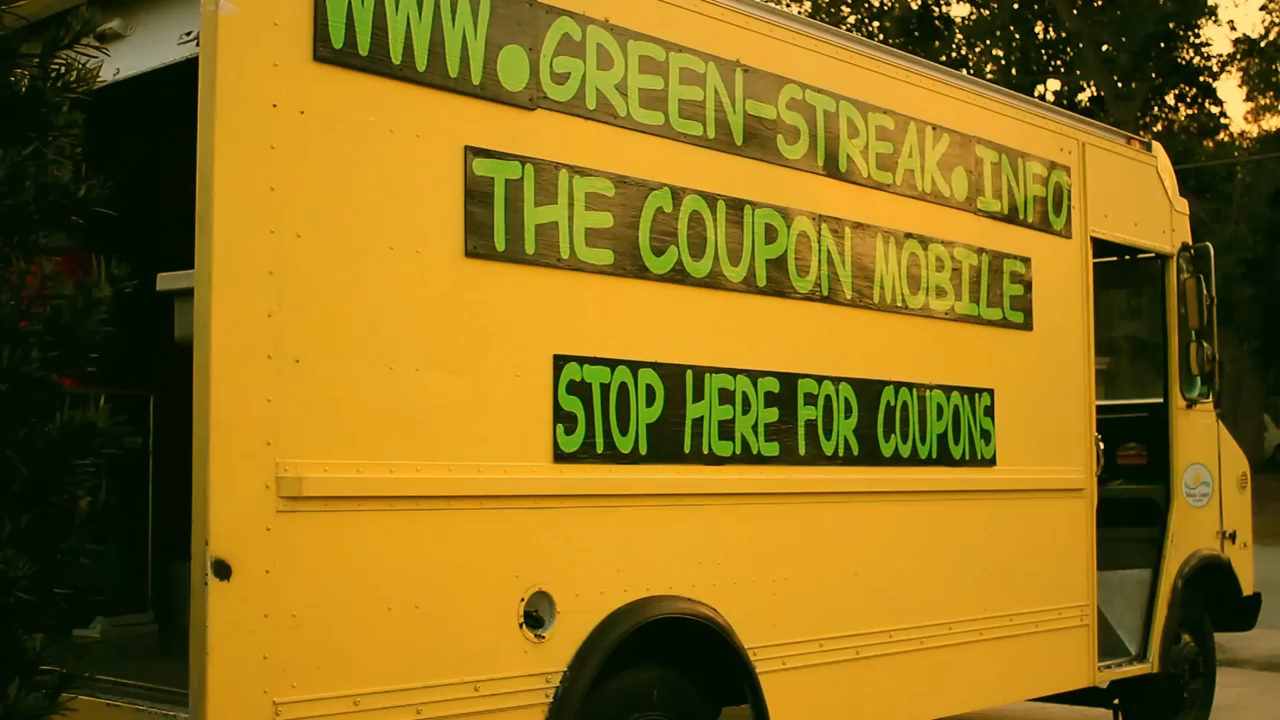 WWW.GREEN-STREAK.INFO
THE COUPON MOBILE
STOP HERE FOR COUPONS